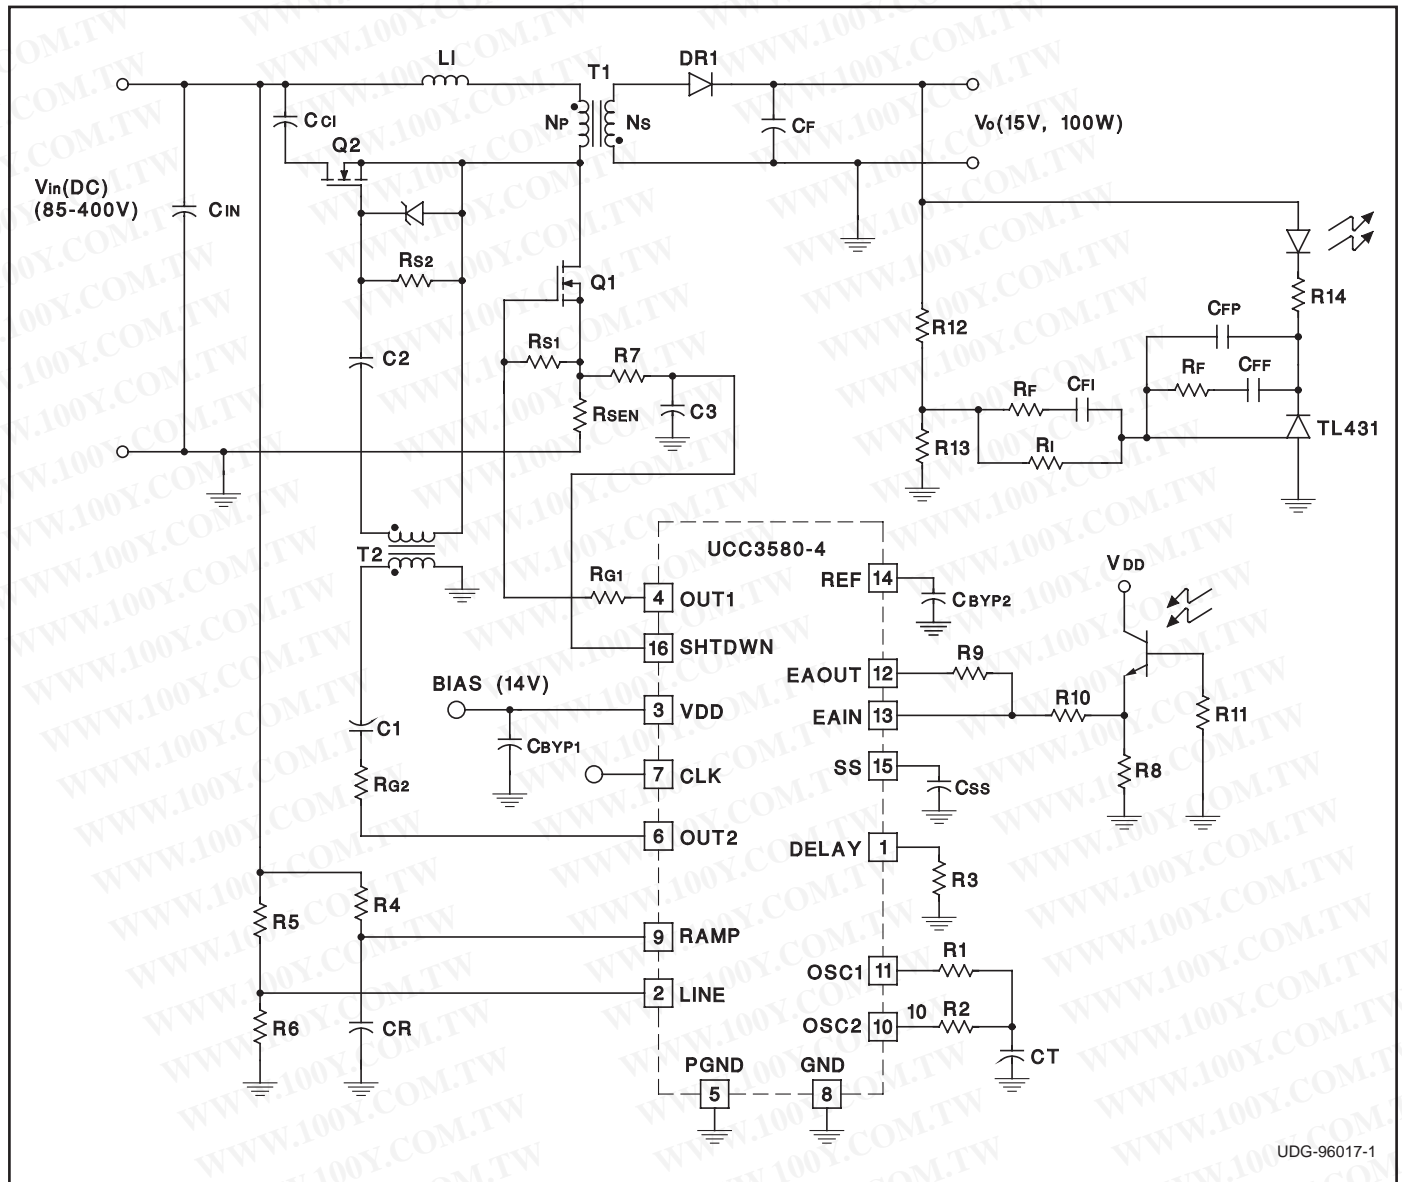 LI
T1
DR1
CCI
NP
NS
CF
Vo(15V, 100W)
Q2
Vin(DC)
(85-400V)
CIN
RS2
Q1
R14
CFP
R12
RS1
R7
C2
RF
CFF
RF
CFI
RSEN
C3
TL431
R13
RI
UCC3580-4
T2
VDD
RG1
4
OUT1
REF
14
CBYP2
16
SHTDWN
EAOUT
12
R9
BIAS (14V)
3
VDD
EAIN
13
R10
R11
C1
CBYP1
7
CLK
SS
15
CSS
R8
RG2
6
OUT2
DELAY
1
R3
R4
R5
9
RAMP
OSC1
11
R1
2
LINE
OSC2
10
10
R2
R6
CR
CT
PGND
GND
5
8
UDG-96017-1
WWW.100Y.COM.TW